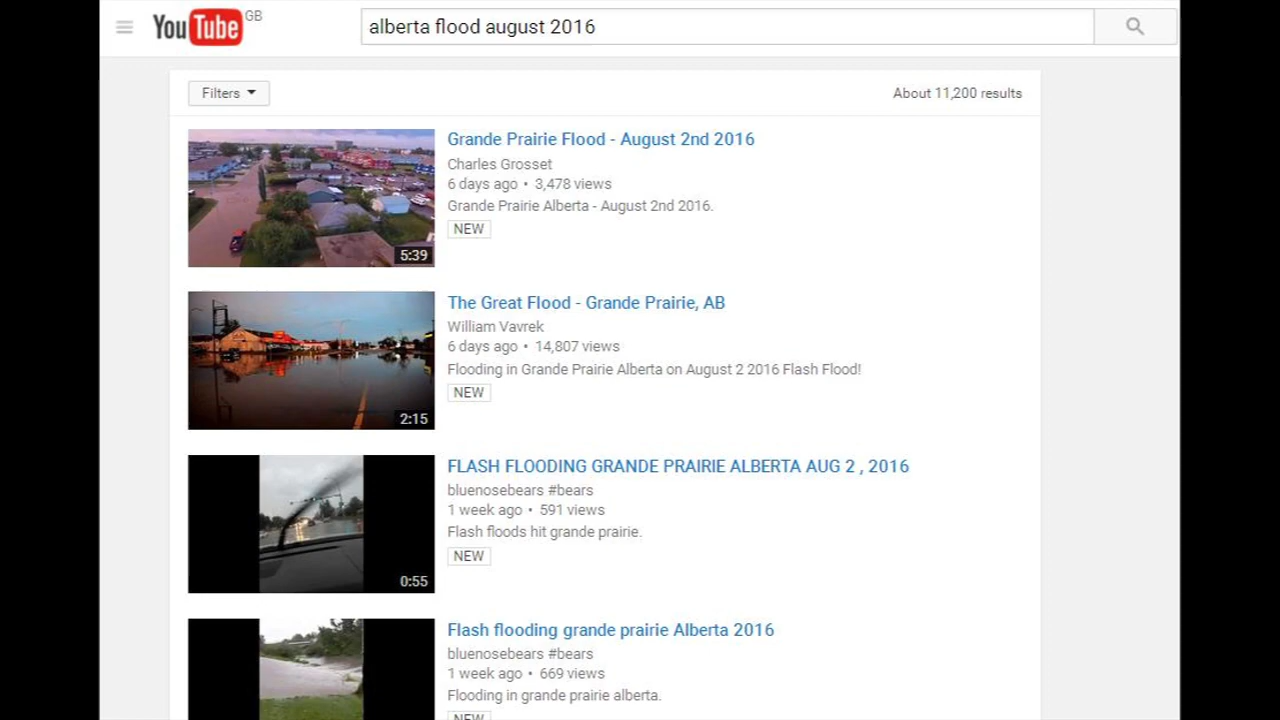 YouTube GB
alberta flood august 2016
Filters
About 11,200 results
Grande Prairie Flood - August 2nd 2016
Charles Grosset
6 days ago • 3,478 views
Grande Prairie Alberta - August 2nd 2016.
NEW
5:39
The Great Flood - Grande Prairie, AB
William Vavrek
6 days ago • 14,807 views
Flooding in Grande Prairie Alberta on August 2 2016 Flash Flood!
NEW
2:15
FLASH FLOODING GRANDE PRAIRIE ALBERTA AUG 2 , 2016
bluenosebears #bears
1 week ago • 591 views
Flash floods hit grande prairie.
NEW
0:55
Flash flooding grande prairie Alberta 2016
bluenosebears #bears
1 week ago • 669 views
Flooding in grande prairie alberta.
NEW